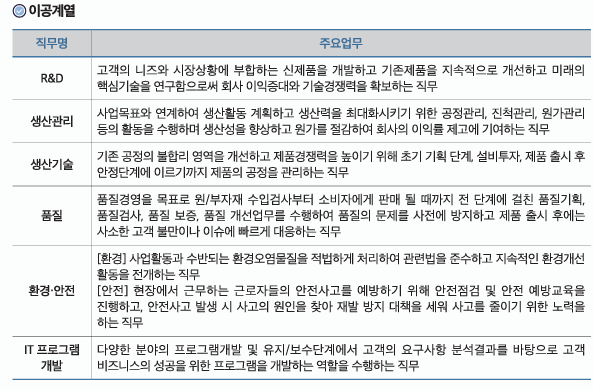 이공계열
직무명 주요업무
R&D
고객의 니즈와 시장상황에 부합하는 신제품을 개발하고 기존제품을 지속적으로 개선하고 미래의
핵심기술을 연구함으로써 회사 이익증대와 기술경쟁력을 확보하는 직무
생산관리
사업목표와 연계하여 생산활동 계획하고 생산력을 최대화시키기 위한 공정관리, 진척관리, 원가관리
등의 활동을 수행하며 생산성을 향상하고 원가를 절감하여 회사의 이익률 제고에 기여하는 직무
생산기술
기존 공정의 불합리 영역을 개선하고 제품경쟁력을 높이기 위해 초기 기획 단계, 설비투자, 제품 출시 후
안정단계에 이르기까지 제품의 공정을 관리하는 직무
품질
품질경영을 목표로 원/부자재 수입검사부터 소비자에게 판매 될 때까지 전 단계에 걸친 품질기획,
품질검사, 품질 보증, 품질 개선업무를 수행하여 품질의 문제를 사전에 방지하고 제품 출시 후에는
사소한 고객 불만이나 이슈에 빠르게 대응하는 직무
환경·안전
[환경] 사업활동과 수반되는 환경오염물질을 적법하게 처리하여 관련법을 준수하고 지속적인 환경개선
활동을 전개하는 직무
[안전] 현장에서 근무하는 근로자들의 안전사고를 예방하기 위해 안전점검 및 안전 예방교육을
진행하고, 안전사고 발생 시 사고의 원인을 찾아 재발 방지 대책을 세워 사고를 줄이기 위한 노력을
하는 직무
IT 프로그램
개발
다양한 분야의 프로그램개발 및 유지/보수단계에서 고객의 요구사항 분석결과를 바탕으로 고객
비즈니스의 성공을 위한 프로그램을 개발하는 역할을 수행하는 직무